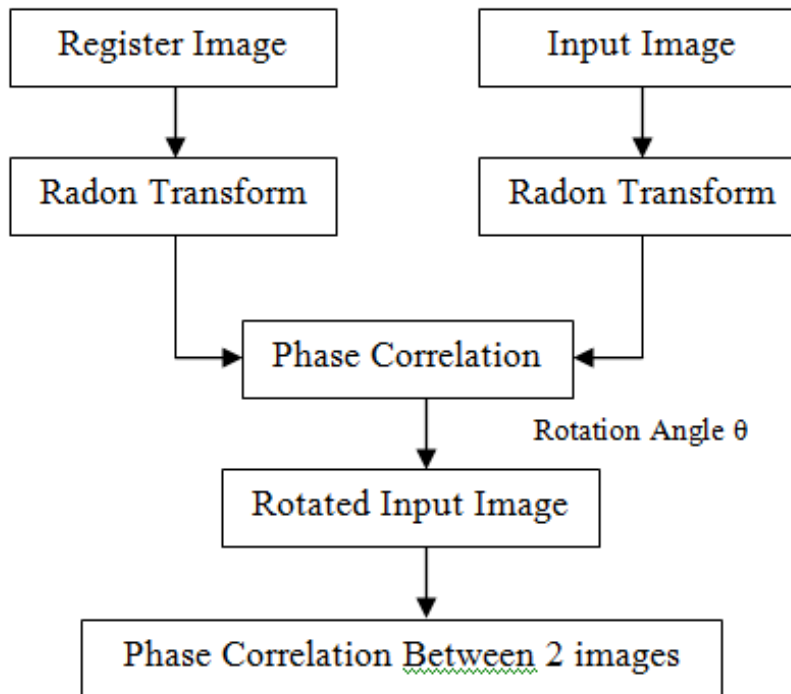 Register Image
Input Image
Radon Transform
Radon Transform
Phase Correlation
Rotation Angle θ
Rotated Input Image
Phase Correlation Between 2 images